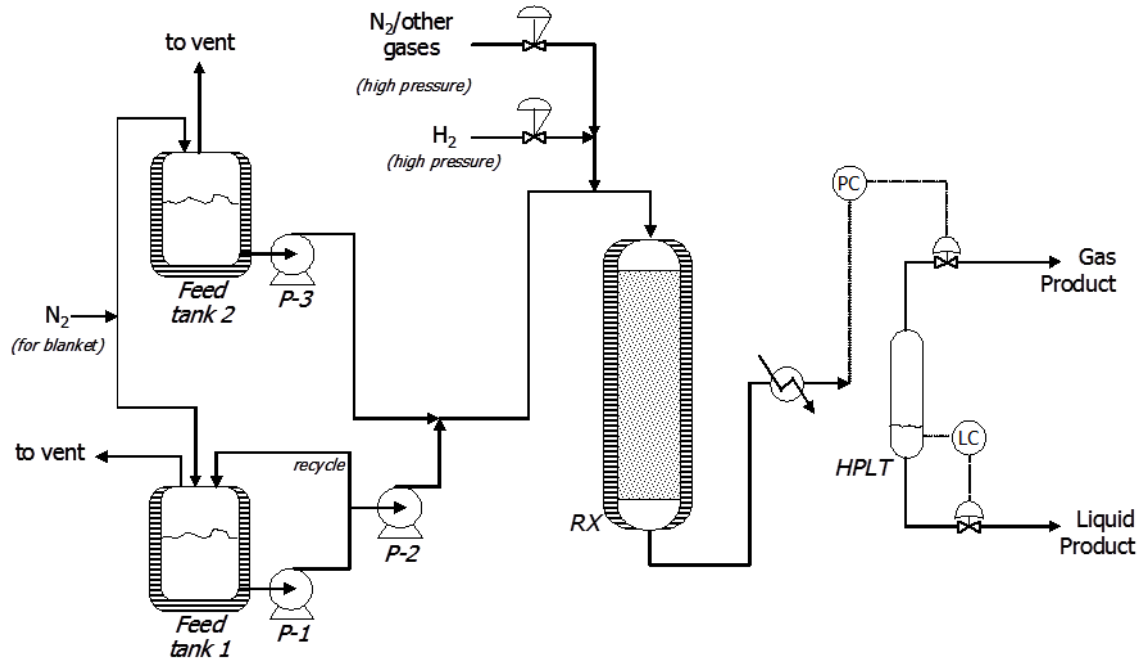 N₂/other
gases
(high pressure)
to vent
H₂
(high pressure)
PC
Gas
Product
Feed
tank 2
P-3
N₂
(for blanket)
to vent
recycle
LC
HPLT
RX
P-2
Liquid
Product
Feed
tank 1
P-1